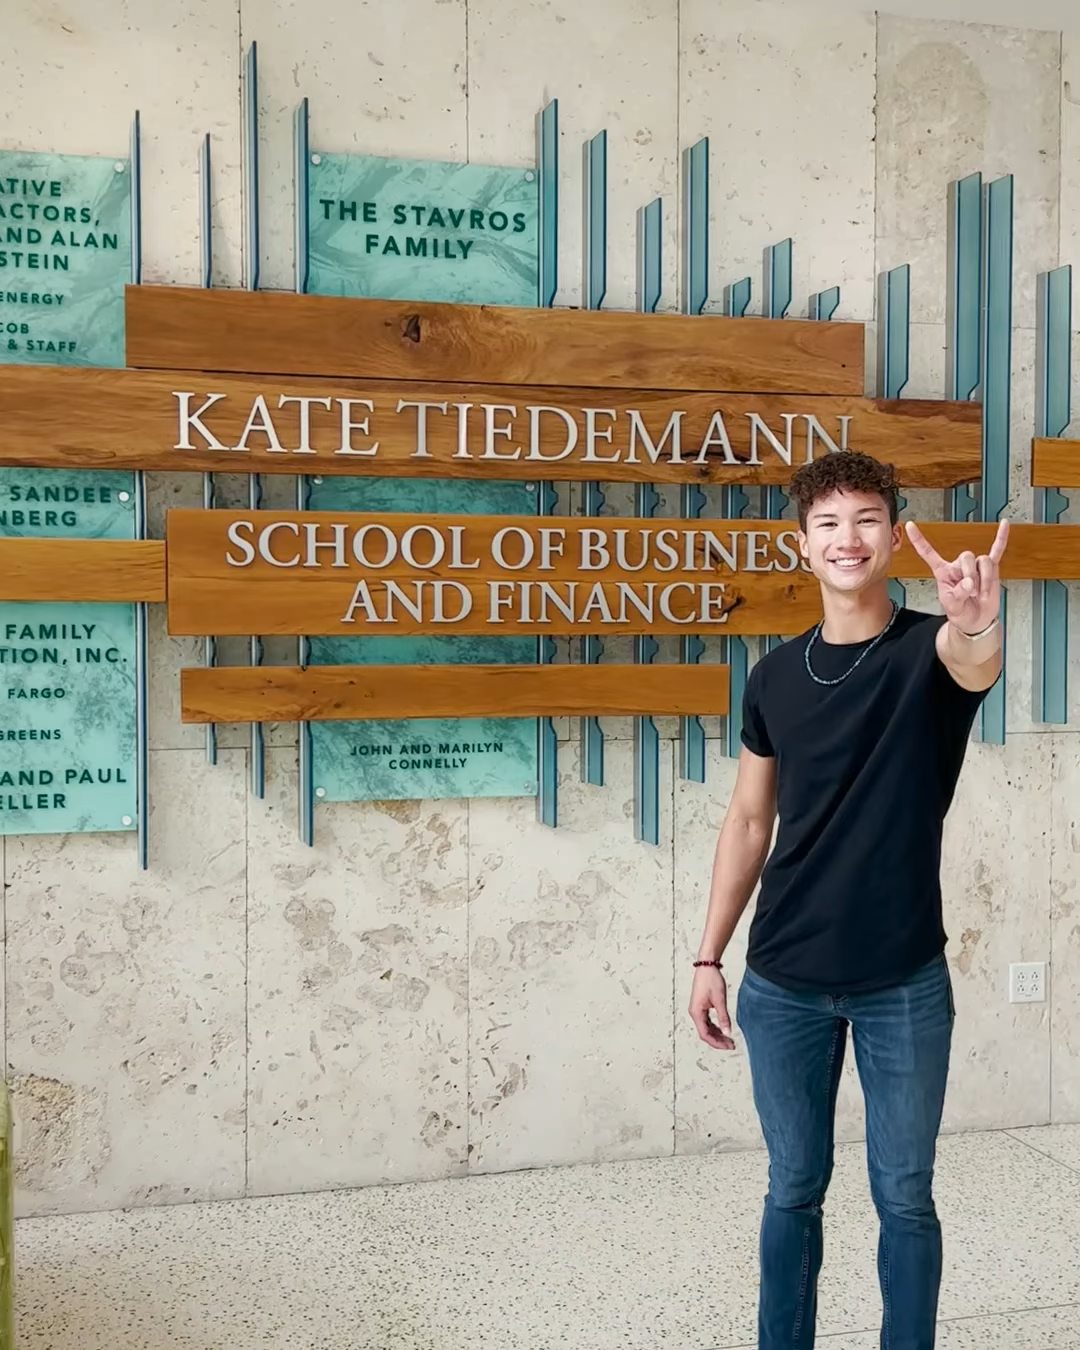 ATIVE
ACTORS,
AND ALAN
STEIN
ENERGY
COB
& STAFF
THE STAVROS
FAMILY
KATE TIEDEMANN
SANDEE
NBERG
SCHOOL OF BUSINESS
AND FINANCE
FAMILY
TION, INC.
FARGO
GREENS
AND PAUL
ELLER
JOHN AND MARILYN
CONNELLY